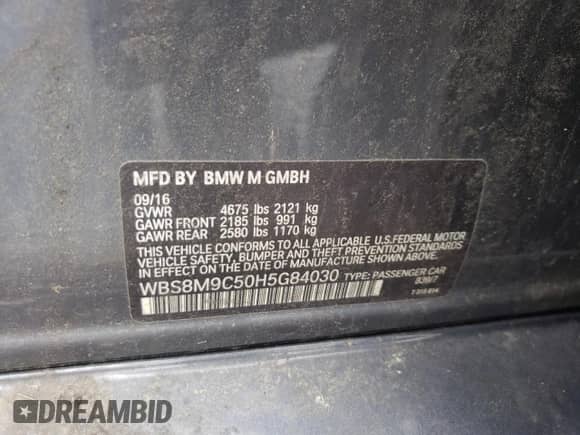 MFD BY BMW M GMBH
09/16
GVWR 4675 lbs 2121 kg
GAWR FRONT 2185 lbs 991 kg
GAWR REAR 2580 lbs 1170 kg
THIS VEHICLE CONFORMS TO ALL APPLICABLE U.S.FEDERAL MOTOR
VEHICLE SAFETY, BUMPER, AND THEFT PREVENTION STANDARDS
IN EFFECT ON THE DATE OF MANUFACTURE SHOWN ABOVE.
WBS8M9C50H5G84030 TYPE: PASSENGER CAR
DREAMBID